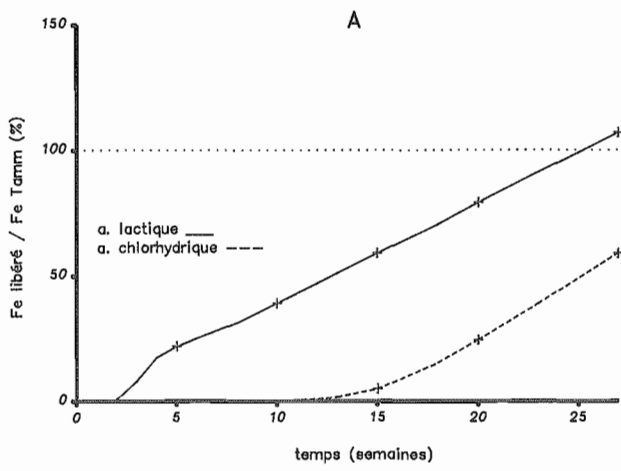 A
150
100
50
0
Fe libéré / Fe Tamm (%)
a. lactique
a. chlorhydrique
0 5 10 15 20 25
temps (semaines)